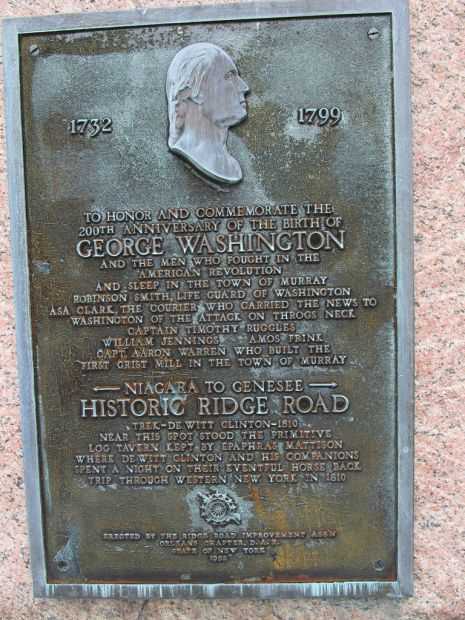 1732 1799
TO HONOR AND COMMEMORATE THE
200TH ANNIVERSARY OF THE BIRTH OF
GEORGE WASHINGTON
AND THE MEN WHO FOUGHT IN THE
AMERICAN REVOLUTION
AND SLEEP IN THE TOWN OF MURRAY
ROBINSON SMITH, LIFE GUARD OF WASHINGTON
ASA CLARK, THE COURIER WHO CARRIED THE NEWS TO
WASHINGTON OF THE ATTACK ON THROGS NECK
CAPTAIN TIMOTHY RUGGLES
WILLIAM JENNINGS - AMOS FRINK
CAPT. AARON WARREN WHO BUILT THE
FIRST GRIST MILL IN THE TOWN OF MURRAY
NIAGARA TO GENESEE
HISTORIC RIDGE ROAD
TREK-DE WITT CLINTON-1810
NEAR THIS SPOT STOOD THE PRIMITIVE
LOG TAVERN KEPT BY EPAPHRAS MATTISON
WHERE DE WITT CLINTON AND HIS COMPANIONS
SPENT A NIGHT ON THEIR EVENTFUL HORSE BACK
TRIP THROUGH WESTERN NEW YORK IN 1810
ERECTED BY THE RIDGE ROAD IMPROVEMENT ASS'N
ORLEANS CHAPTER, D.A.R.
STATE OF NEW YORK